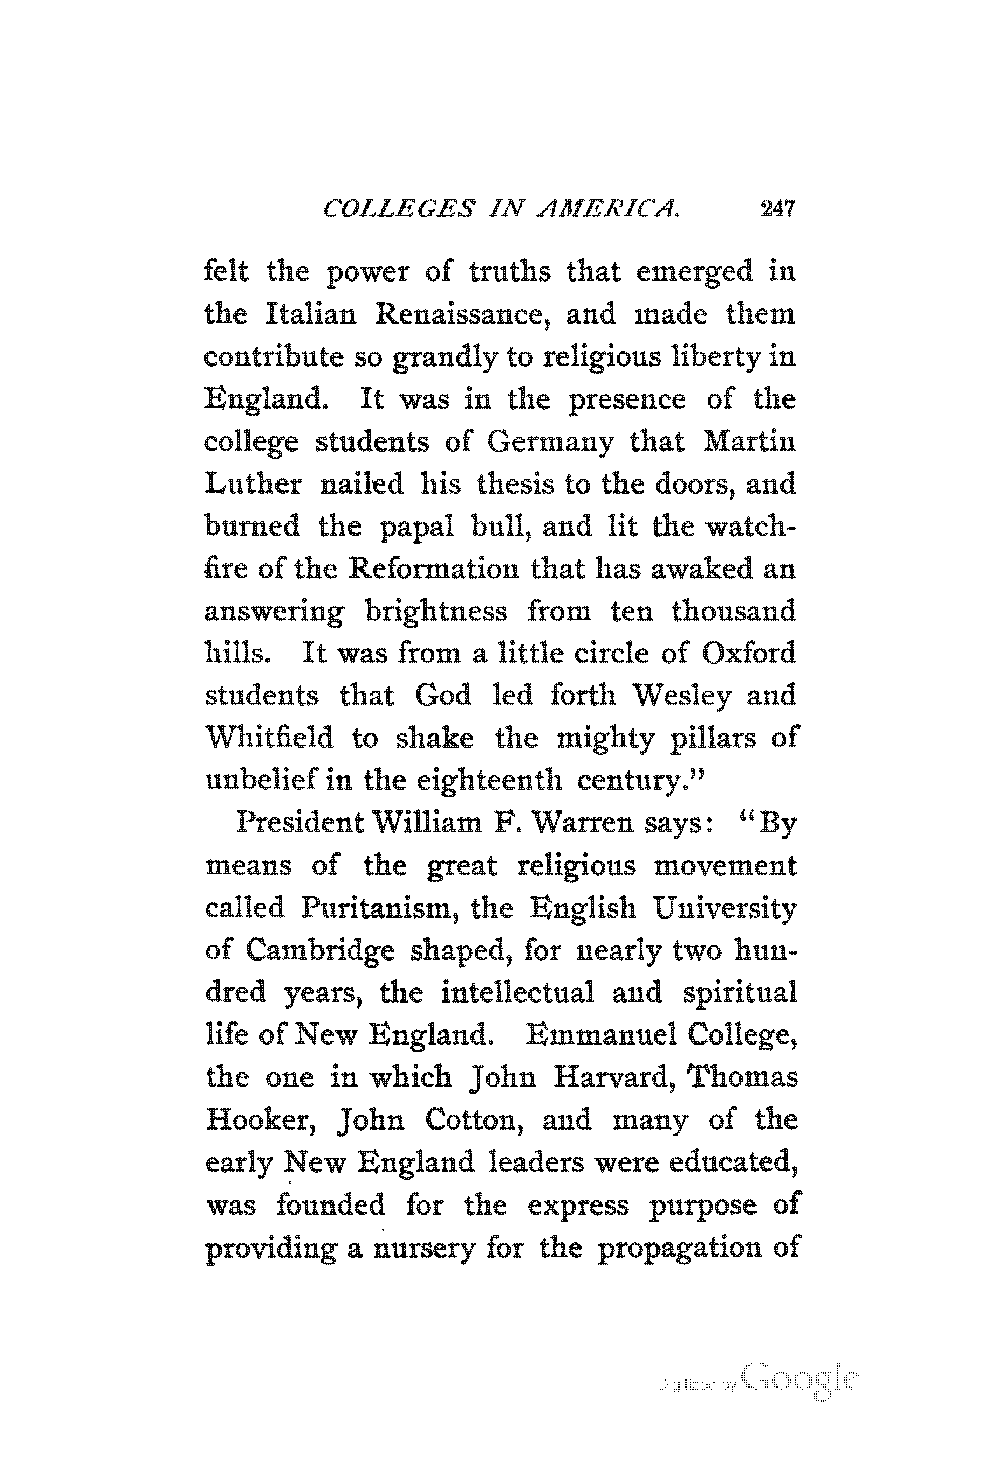 COLLEGES IN AMERICA. 247
felt the power of truths that emerged in
the Italian Renaissance, and made them
contribute so grandly to religious liberty in
England. It was in the presence of the
college students of Germany that Martin
Luther nailed his thesis to the doors, and
burned the papal bull, and lit the watch-
fire of the Reformation that has awaked an
answering brightness from ten thousand
hills. It was from a little circle of Oxford
students that God led forth Wesley and
Whitfield to shake the mighty pillars of
unbelief in the eighteenth century.”
President William F. Warren says: “By
means of the great religious movement
called Puritanism, the English University
of Cambridge shaped, for nearly two hun-
dred years, the intellectual and spiritual
life of New England. Emmanuel College,
the one in which John Harvard, Thomas
Hooker, John Cotton, and many of the
early New England leaders were educated,
was founded for the express purpose of
providing a nursery for the propagation of
Digitized by Google